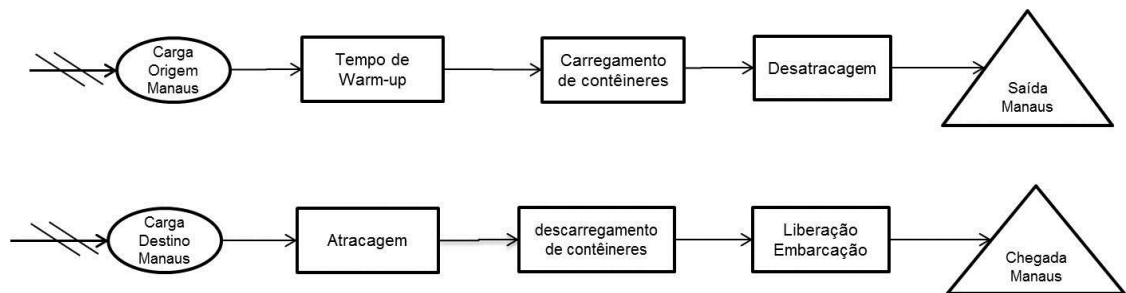 Carga
Origem
Manaus
Tempo de
Warm-up
Carregamento
de contêineres
Desatracagem
Saída
Manaus
Carga
Destino
Manaus
Atracagem
descarregamento
de contêineres
Liberação
Embarcação
Chegada
Manaus